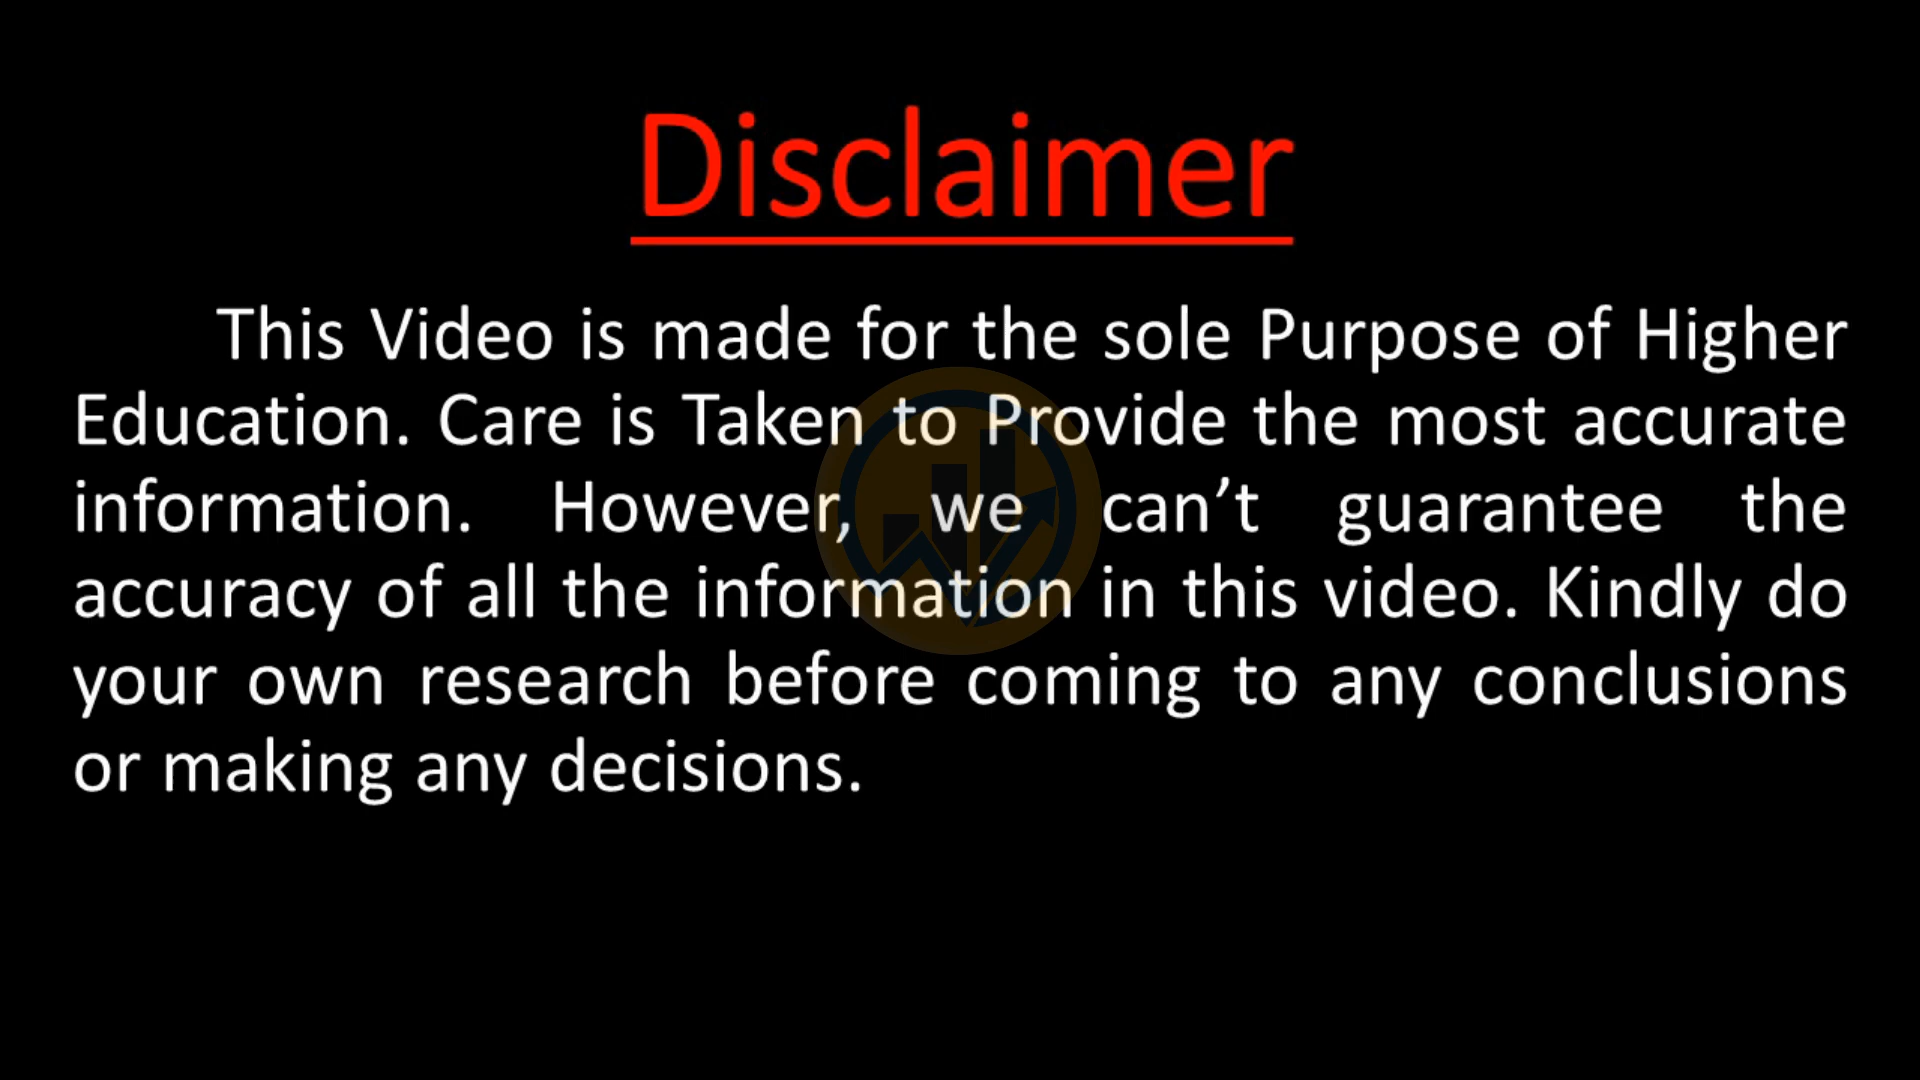 Disclaimer
This Video is made for the sole Purpose of Higher
Education. Care is Taken to Provide the most accurate
information. However, we can’t guarantee the
accuracy of all the information in this video. Kindly do
your own research before coming to any conclusions
or making any decisions.